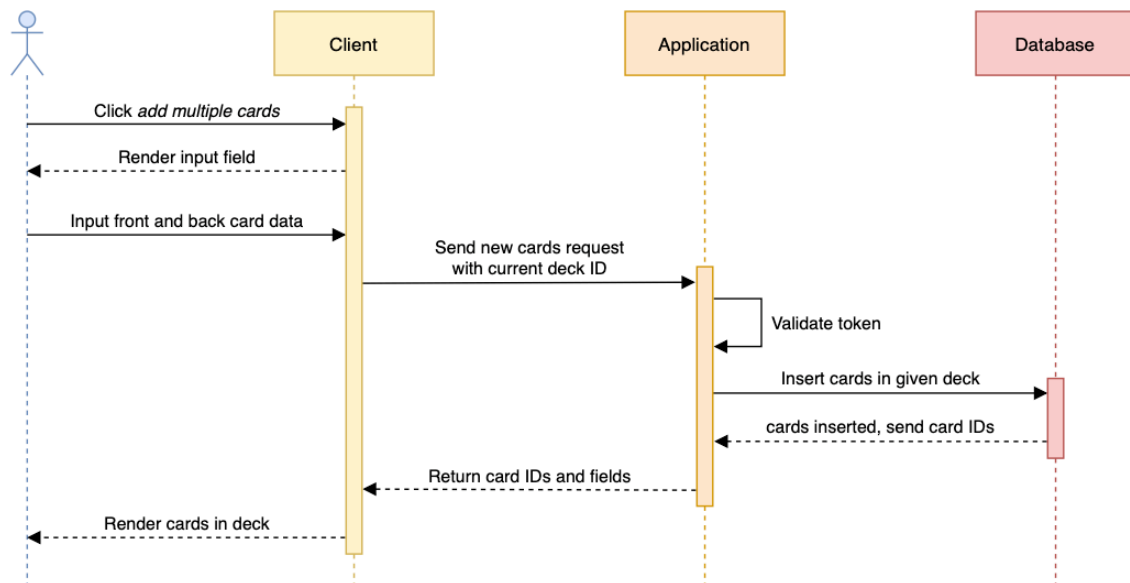 Client
Application
Database
Click add multiple cards
Render input field
Input front and back card data
Send new cards request
with current deck ID
Validate token
Insert cards in given deck
cards inserted, send card IDs
Return card IDs and fields
Render cards in deck